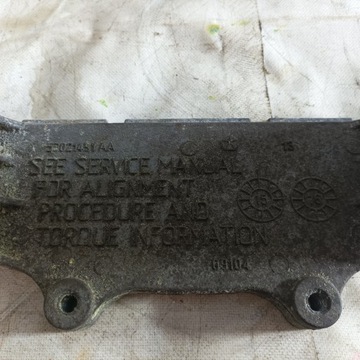 SEE SERVICE MANUAL
FOR ALIGNMENT
PROCEDURE AND
TORQUE INFORMATION